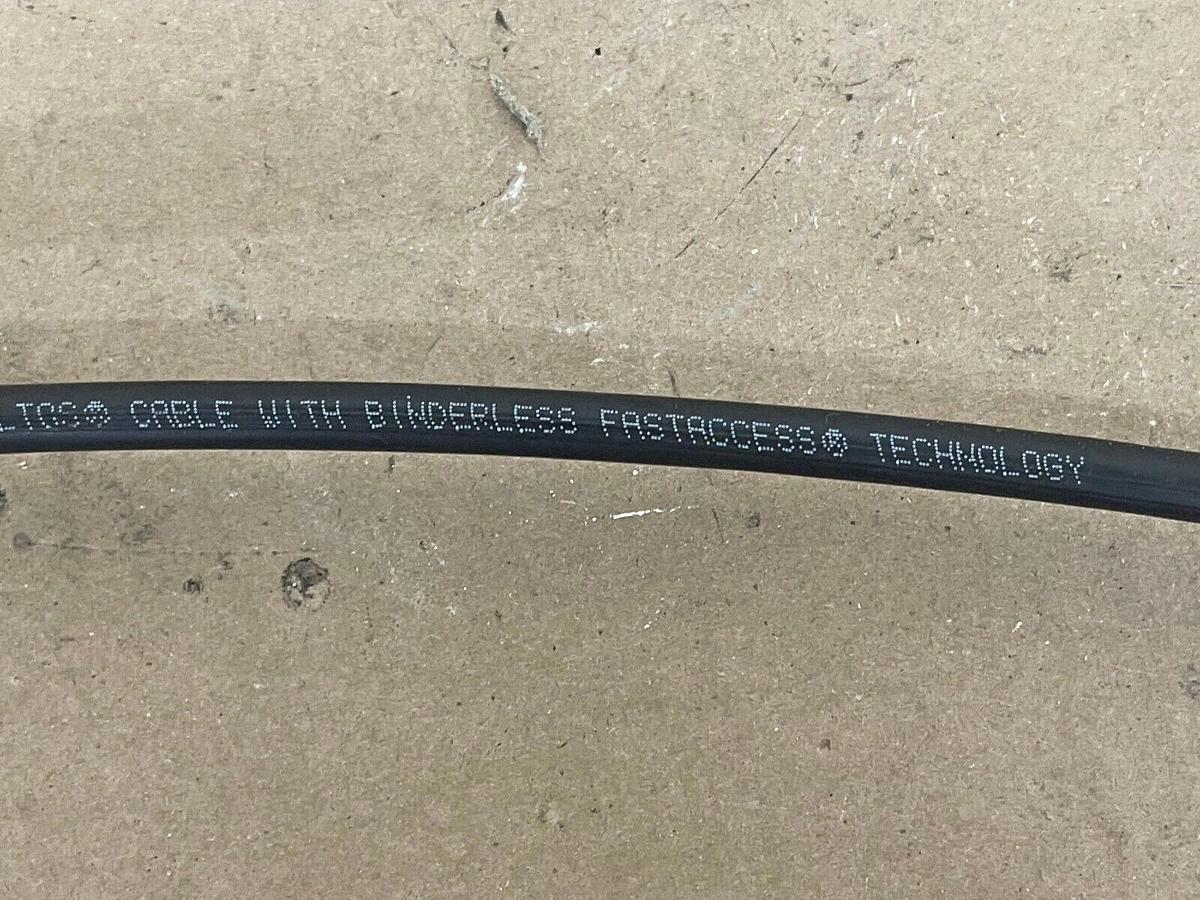 LTOS® CABLE WITH BINDERLESS FASTACCESS® TECHNOLOGY